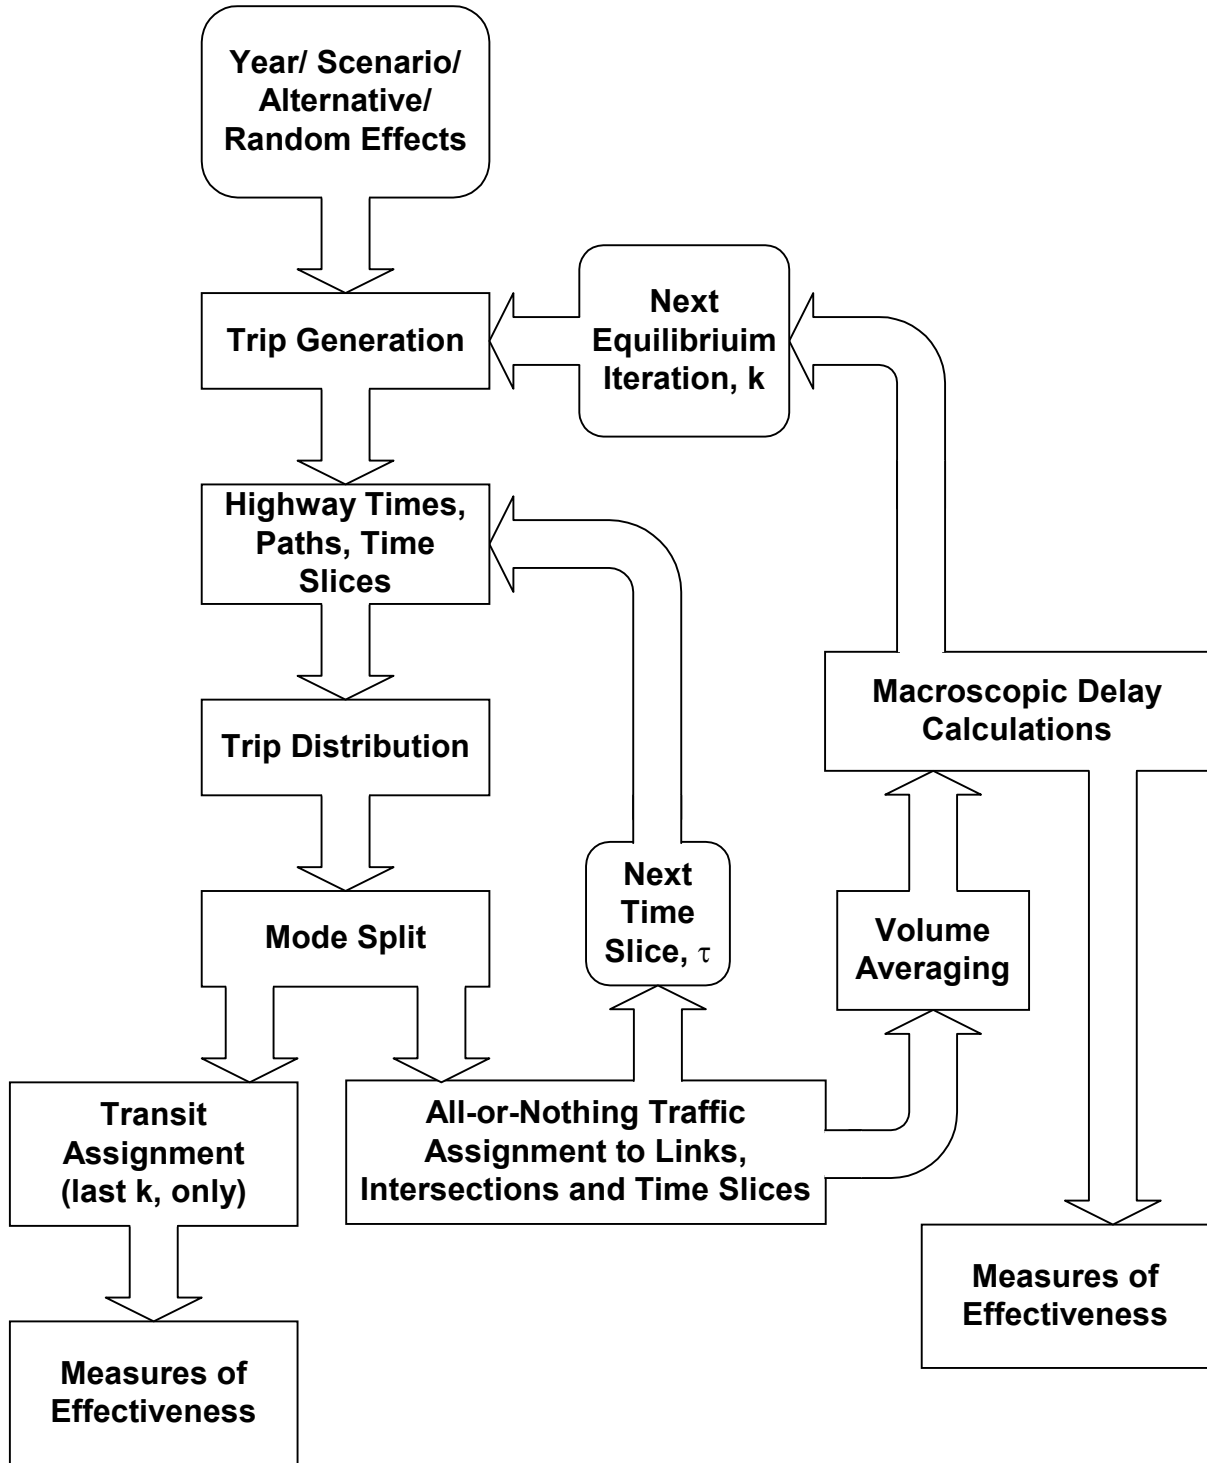 Year/ Scenario/
Alternative/
Random Effects
Trip Generation
Next
Equilibriuim
Iteration, k
Highway Times,
Paths, Time
Slices
Trip Distribution
Macroscopic Delay
Calculations
Mode Split
Next
Time
Slice, τ
Volume
Averaging
Transit
Assignment
(last k, only)
All-or-Nothing Traffic
Assignment to Links,
Intersections and Time Slices
Measures of
Effectiveness
Measures of
Effectiveness